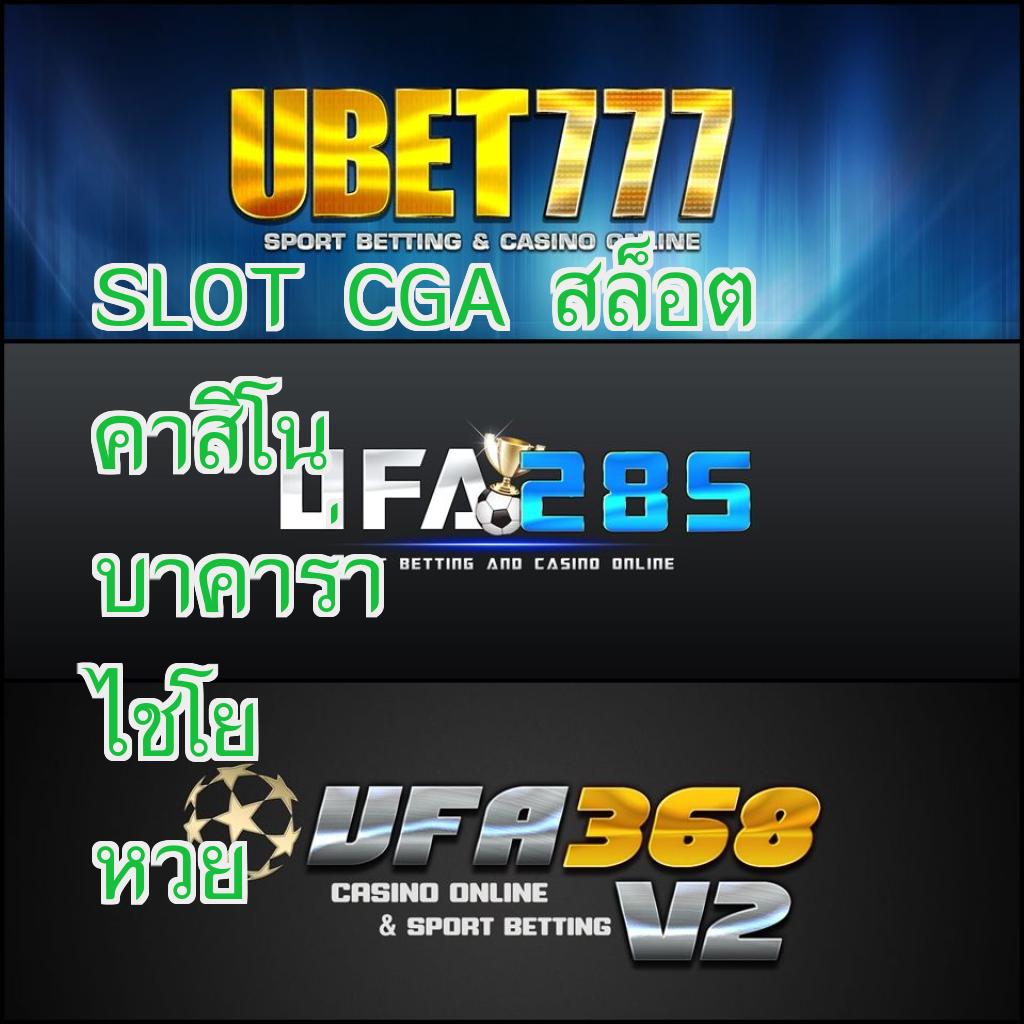 UBET777
SPORT BETTING & CASINO ONLINE
SLOT CGA สล็อต
คาสิโน
UFA285
BETTING AND CASINO ONLINE
บาคาร่า
ไฮโย
UFA368
หวย
CASINO ONLINE
& SPORT BETTING
V2